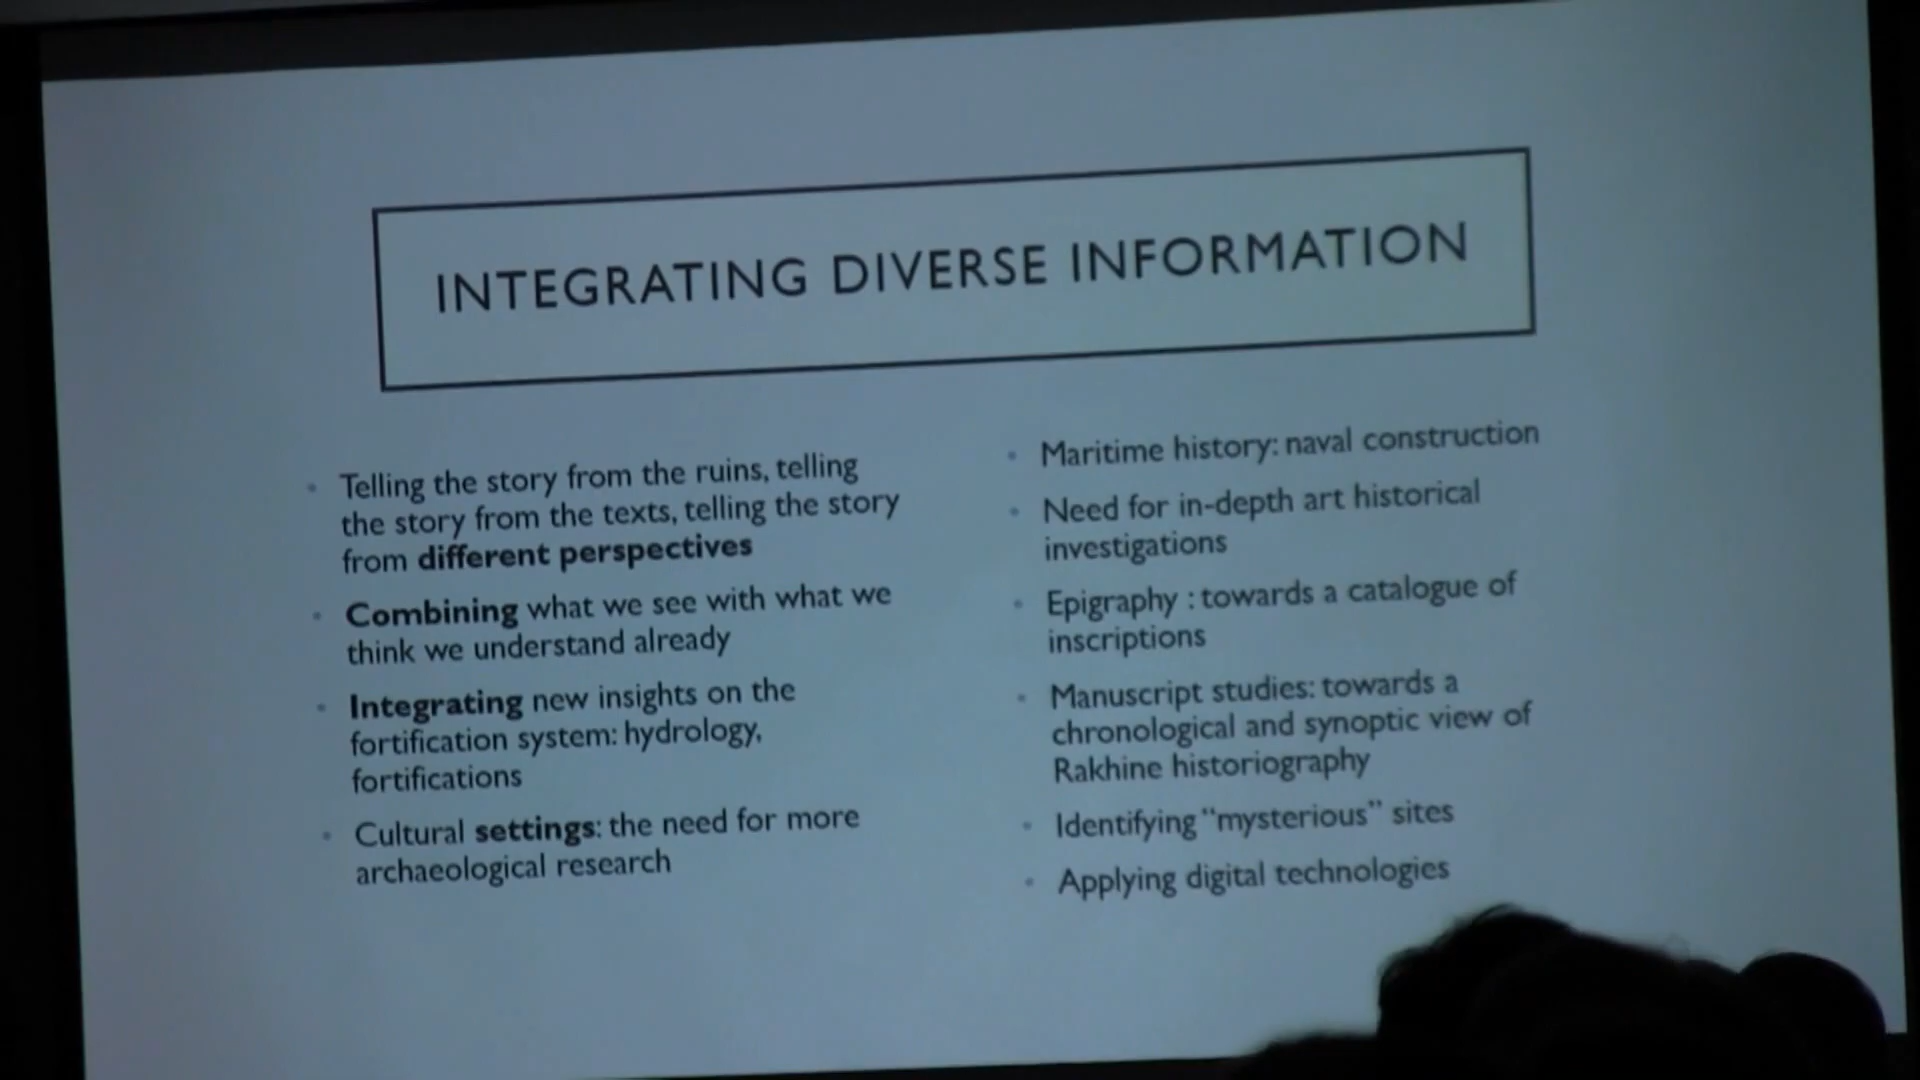 INTEGRATING DIVERSE INFORMATION
Telling the story from the ruins, telling
the story from the texts, telling the story
from different perspectives
Combining what we see with what we
think we understand already
Integrating new insights on the
fortification system: hydrology,
fortifications
Cultural settings: the need for more
archaeological research
Maritime history: naval construction
Need for in-depth art historical
investigations
Epigraphy : towards a catalogue of
inscriptions
Manuscript studies: towards a
chronological and synoptic view of
Rakhine historiography
Identifying “mysterious” sites
Applying digital technologies